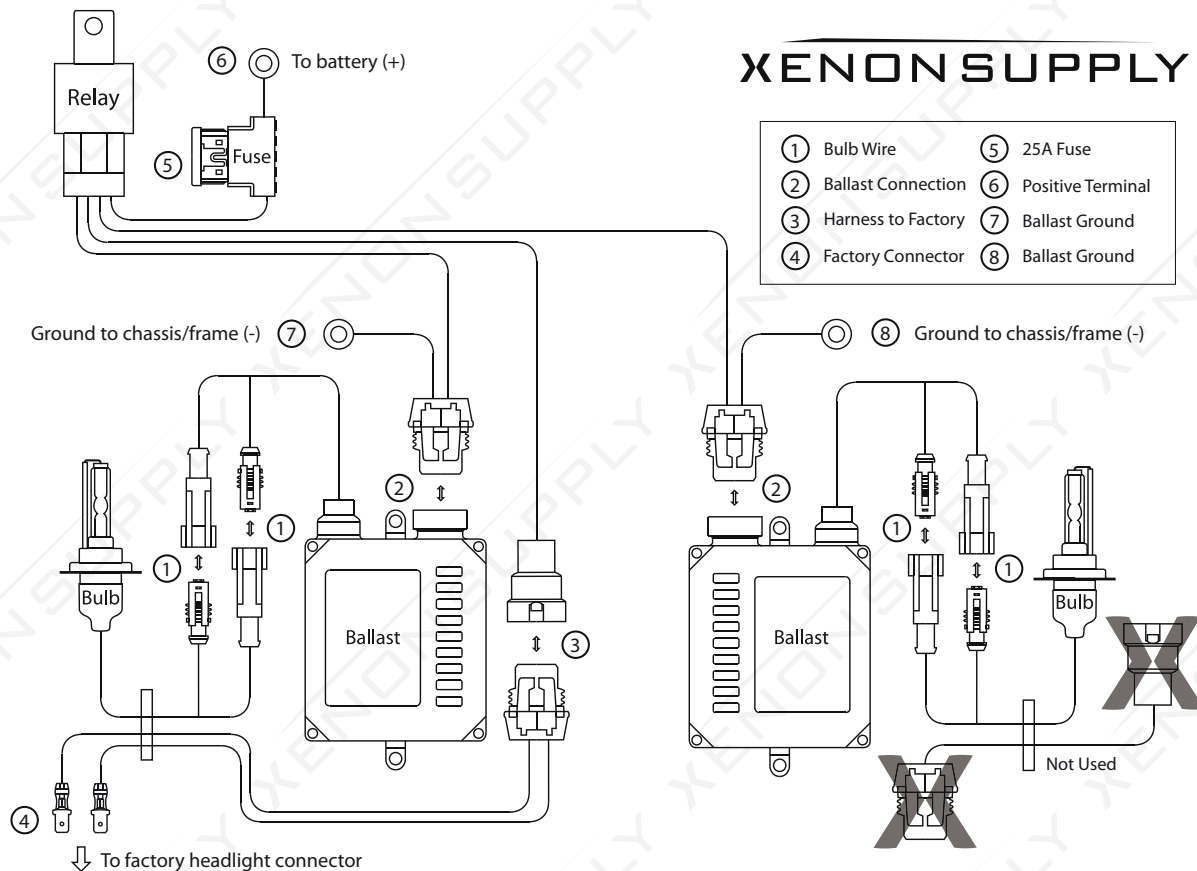 XENON SUPPLY
6 To battery (+)
Relay
5 Fuse
1 Bulb Wire
2 Ballast Connection
3 Harness to Factory
4 Factory Connector
5 25A Fuse
6 Positive Terminal
7 Ballast Ground
8 Ballast Ground
Ground to chassis/frame (-) 7
8 Ground to chassis/frame (-)
2
2
1
1
1
1
Bulb
Ballast
3
Ballast
Bulb
Not Used
4
To factory headlight connector
XENON SUPPLY